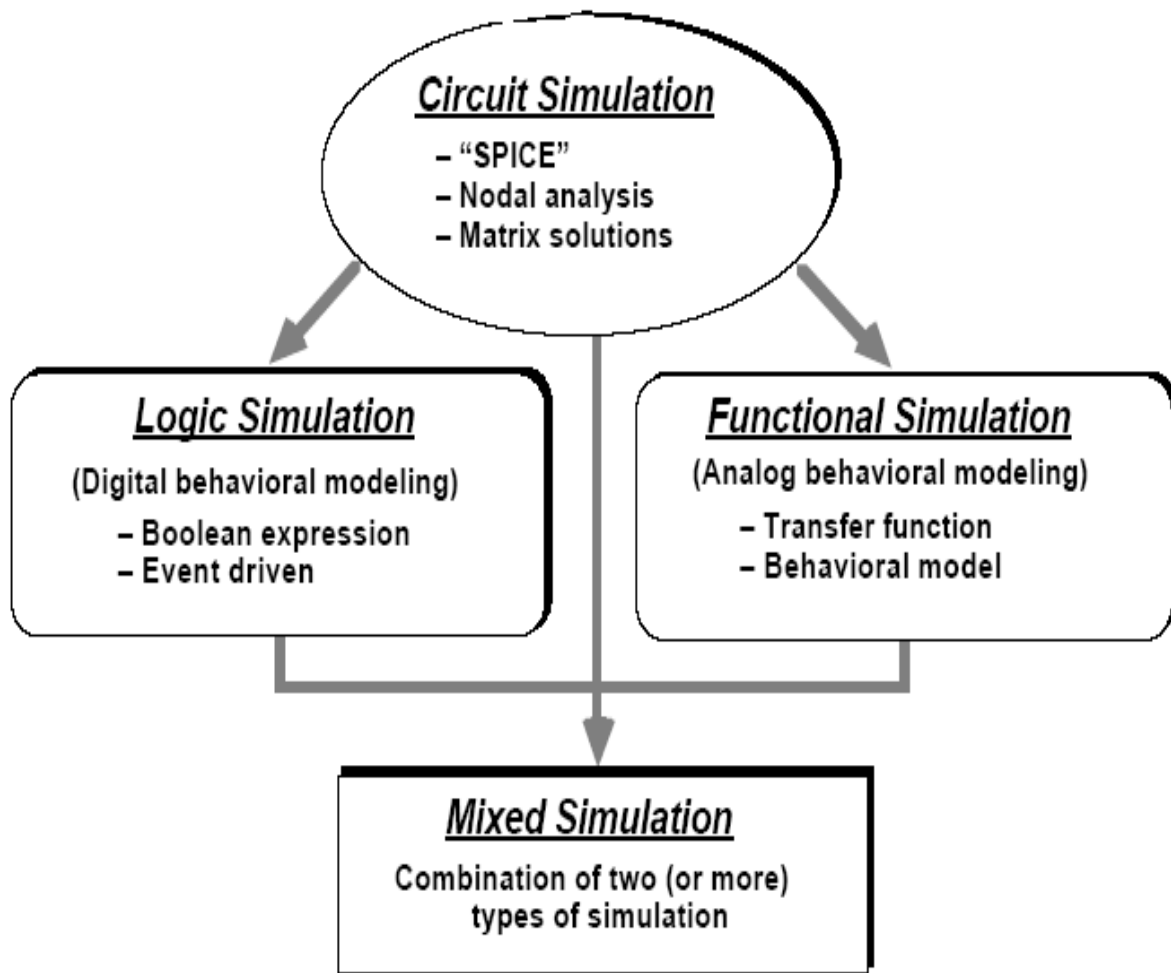 Circuit Simulation
– “SPICE”
– Nodal analysis
– Matrix solutions
Logic Simulation
(Digital behavioral modeling)
– Boolean expression
– Event driven
Functional Simulation
(Analog behavioral modeling)
– Transfer function
– Behavioral model
Mixed Simulation
Combination of two (or more)
types of simulation